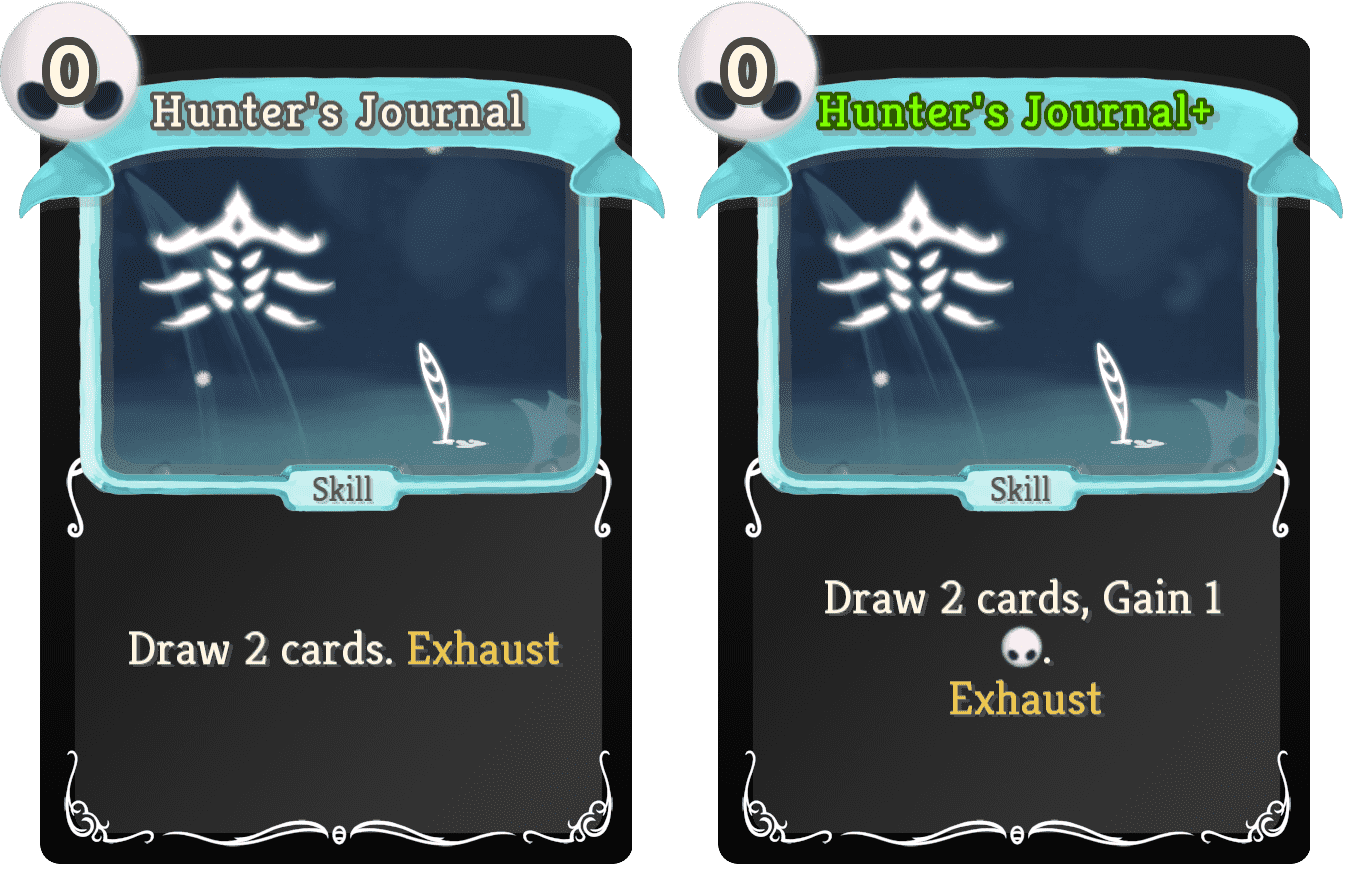 0
Hunter's Journal
Skill
Draw 2 cards. Exhaust
0
Hunter's Journal+
Skill
Draw 2 cards, Gain 1
.
Exhaust